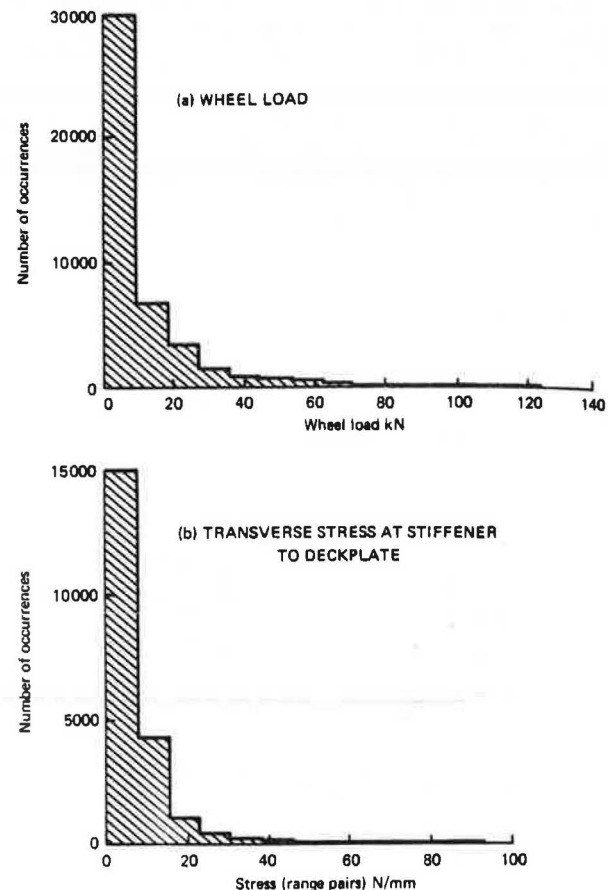 30000
20000
10000
0
Number of occurrences
(a) WHEEL LOAD
0 20 40 60 80 100 120 140
Wheel load kN
15000
10000
5000
0
Number of occurrences
(b) TRANSVERSE STRESS AT STIFFENER
TO DECKPLATE
0 20 40 60 80 100
Stress (range pairs) N/mm